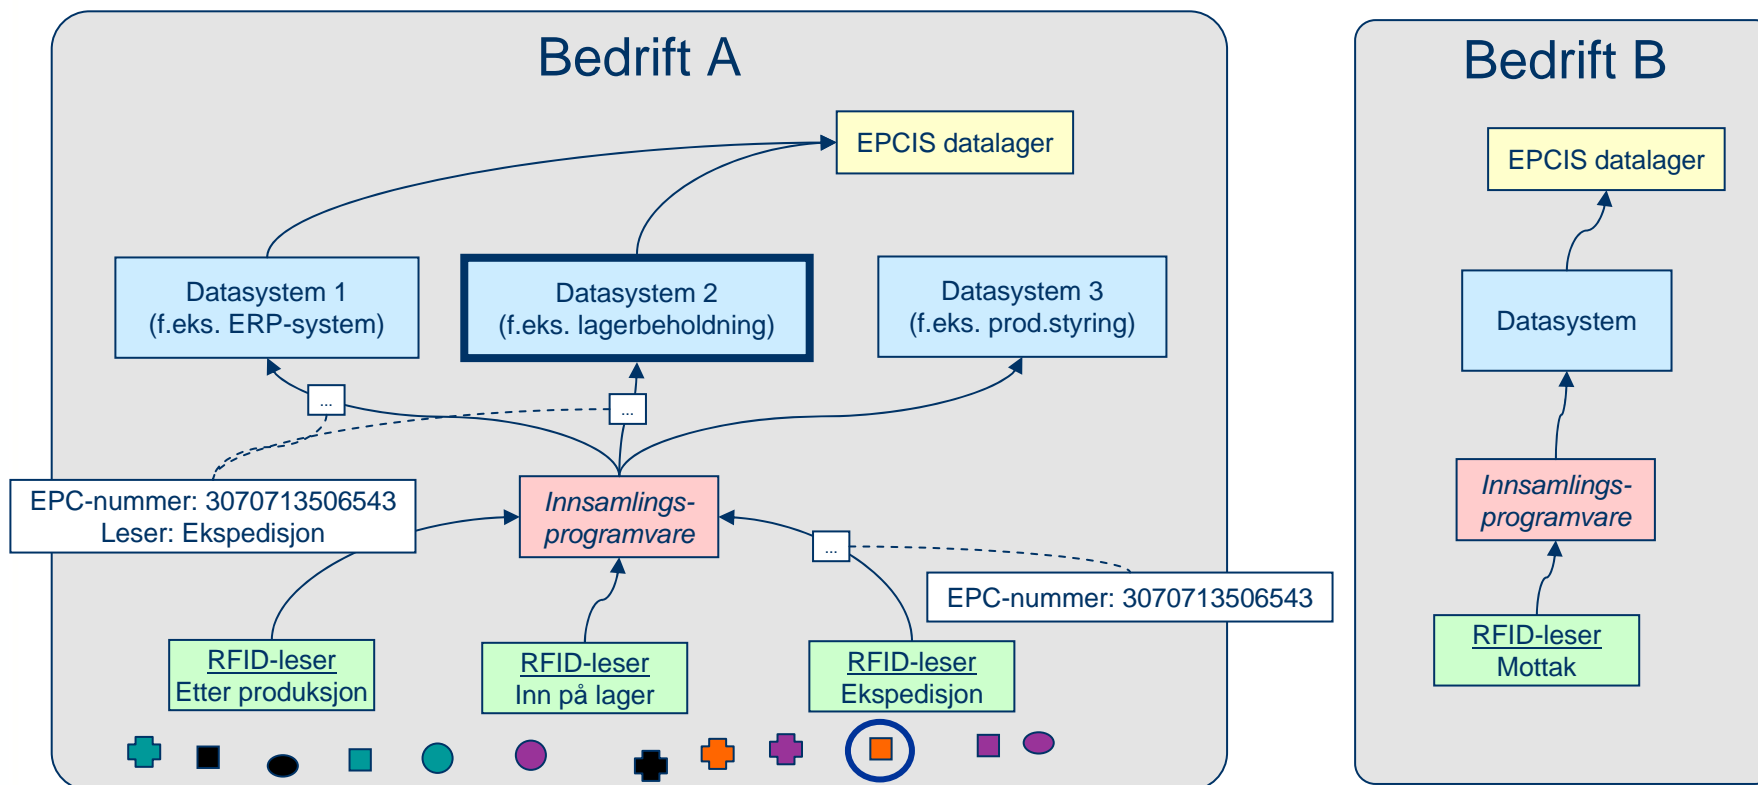 Bedrift A
EPCIS datalager
Datasystem 1
(f.eks. ERP-system)
Datasystem 2
(f.eks. lagerbeholdning)
Datasystem 3
(f.eks. prod.styring)
...
...
EPC-nummer: 3070713506543
Leser: Ekspedisjon
Innsamlings-
programvare
...
EPC-nummer: 3070713506543
RFID-leser
Etter produksjon
RFID-leser
Inn på lager
RFID-leser
Ekspedisjon
Bedrift B
EPCIS datalager
Datasystem
Innsamlings-
programvare
RFID-leser
Mottak